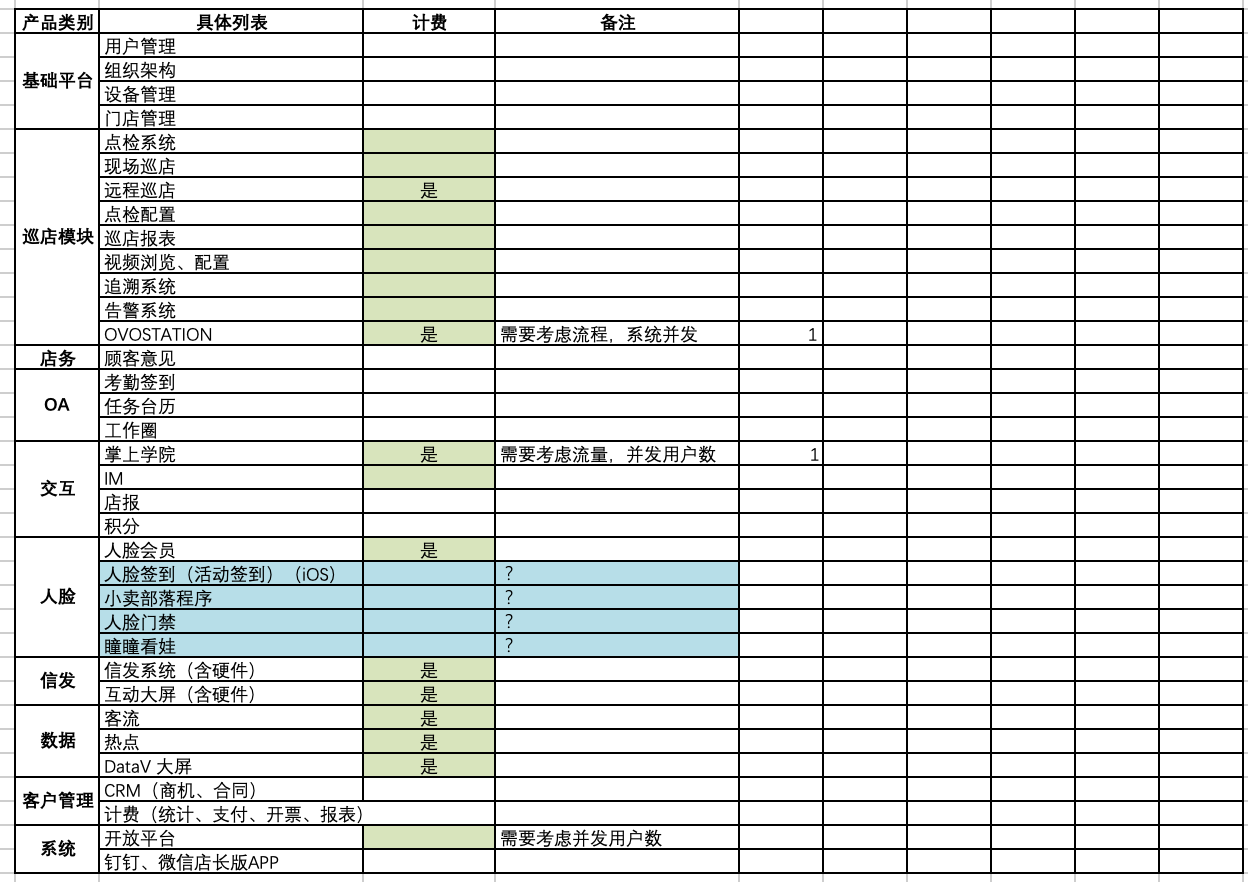 产品类别 具体列表 计费 备注
基础平台 用户管理
组织架构
设备管理
门店管理
巡店模块 点检系统
现场巡店
远程巡店 是
点检配置
巡店报表
视频浏览、配置
追溯系统
告警系统
OVOSTATION 是 需要考虑流程，系统并发 1
店务 顾客意见
OA 考勤签到
任务台历
工作圈
交互 掌上学院 是 需要考虑流量，并发用户数 1
IM
店报
积分
人脸 人脸会员 是
人脸签到（活动签到）（iOS） ？
小卖部落程序 ？
人脸门禁 ？
瞳瞳看娃 ？
信发 信发系统（含硬件） 是
互动大屏（含硬件） 是
数据 客流 是
热点 是
DataV 大屏 是
客户管理 CRM（商机、合同）
计费（统计、支付、开票、报表）
系统 开放平台 需要考虑并发用户数
钉钉、微信店长版APP